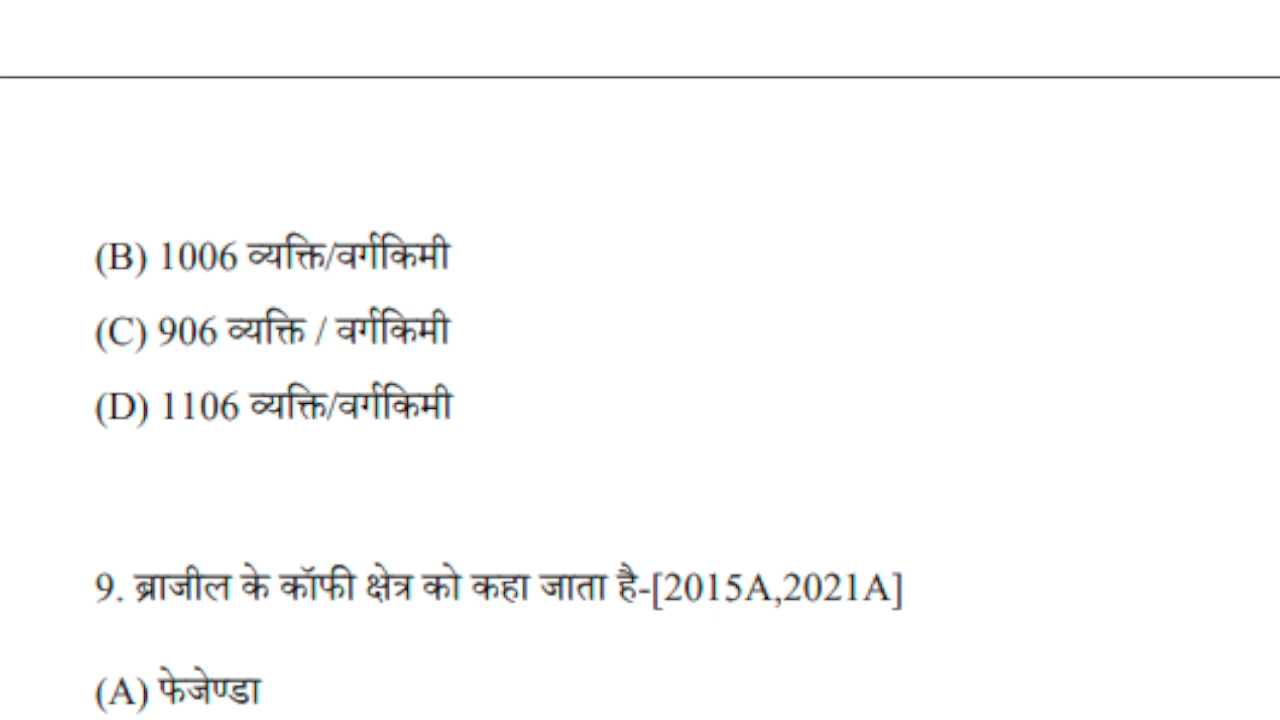 (B) 1006 व्यक्ति/वर्गकिमी
(C) 906 व्यक्ति / वर्गकिमी
(D) 1106 व्यक्ति/वर्गकिमी
9. ब्राजील के कॉफी क्षेत्र को कहा जाता है-[2015A,2021A]
(A) फेजेण्डा